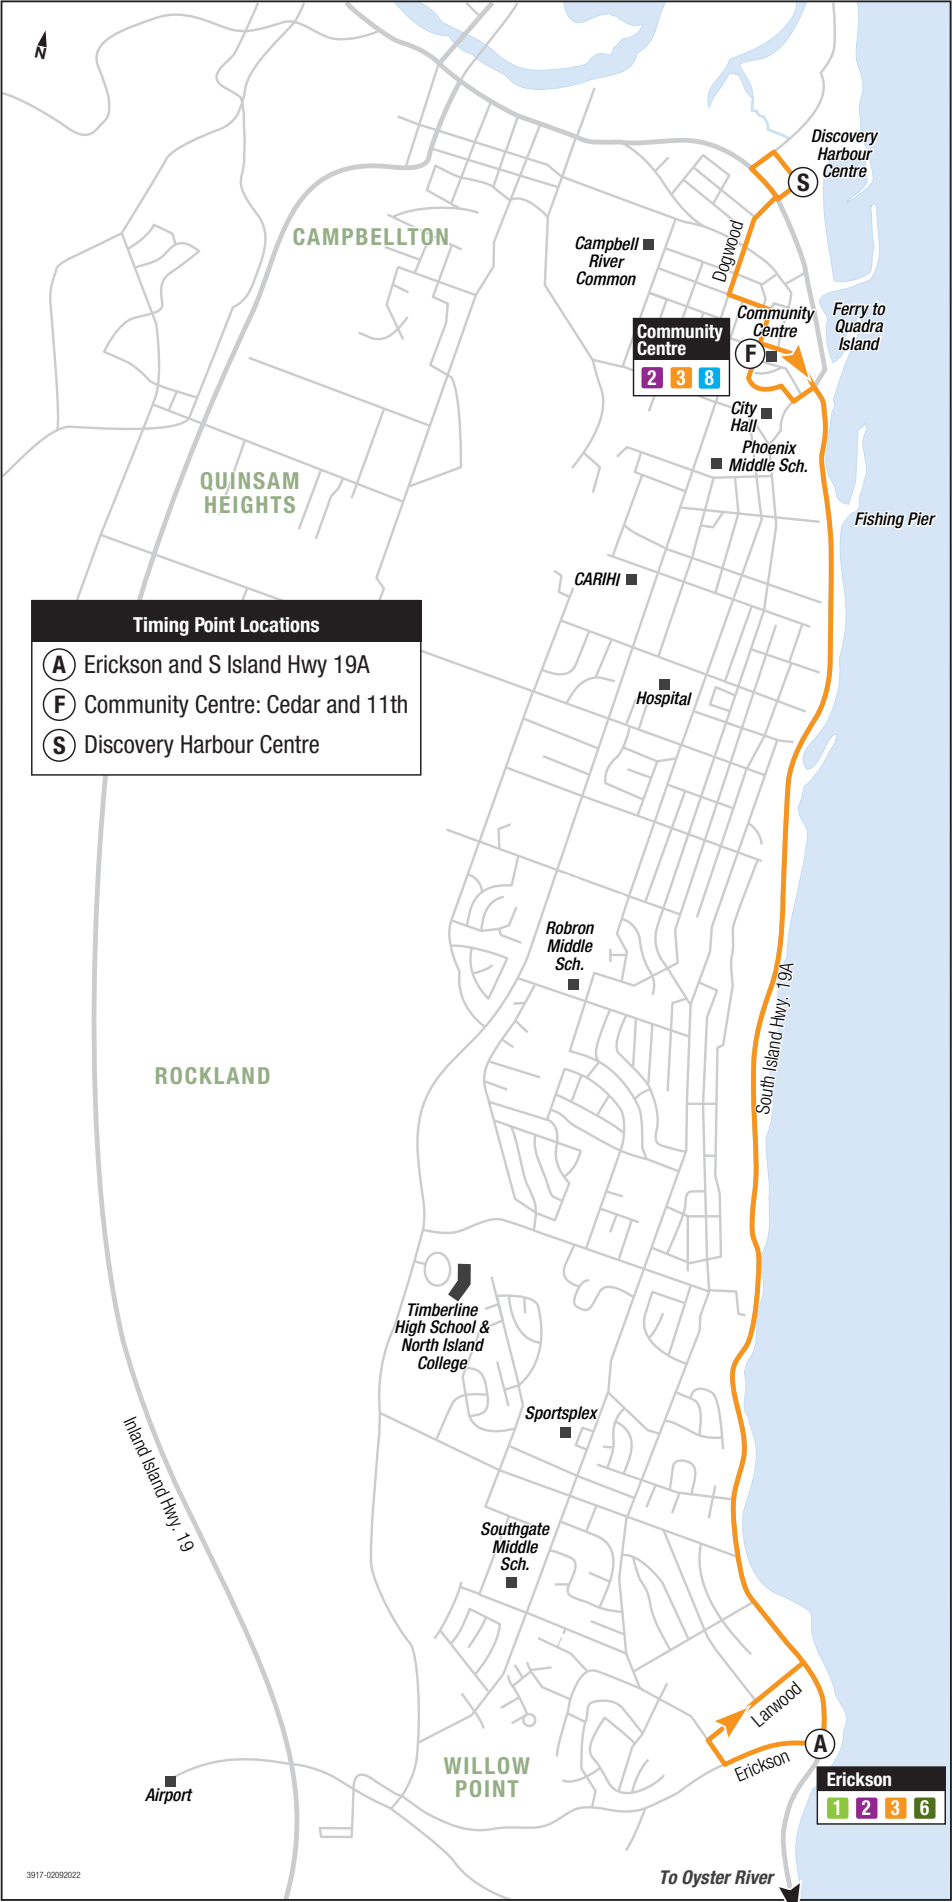 N
Discovery
Harbour
Centre
S
CAMPBELLTON
Campbell
River
Common
Dogwood
Community
Centre
Ferry to
Quadra
Island
Community
Centre
2 3 8
F
City
Hall
Phoenix
Middle Sch.
QUINSAM
HEIGHTS
Fishing Pier
CARIHI
Timing Point Locations
A Erickson and S Island Hwy 19A
F Community Centre: Cedar and 11th
S Discovery Harbour Centre
Hospital
Robron
Middle
Sch.
South Island Hwy. 19A
ROCKLAND
Timberline
High School &
North Island
College
Sportsplex
Inland Island Hwy. 19
Southgate
Middle
Sch.
Larwood
A
Erickson
WILLOW
POINT
Erickson
1 2 3 6
Airport
To Oyster River
3917-02092022